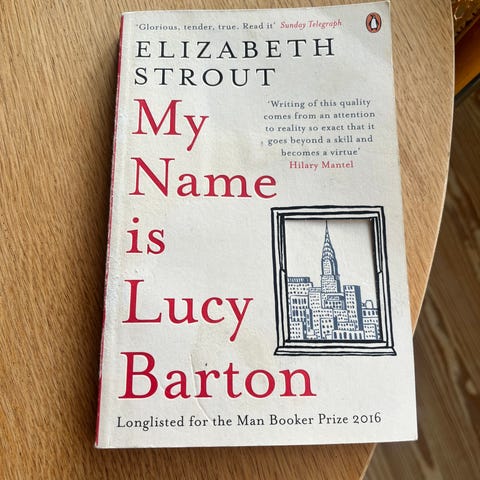 'Glorious, tender, true. Read it' Sunday Telegraph
ELIZABETH
STROUT
My
Name
is
Lucy
Barton
'Writing of this quality
comes from an attention
to reality so exact that it
goes beyond a skill and
becomes a virtue'
Hilary Mantel
Longlisted for the Man Booker Prize 2016